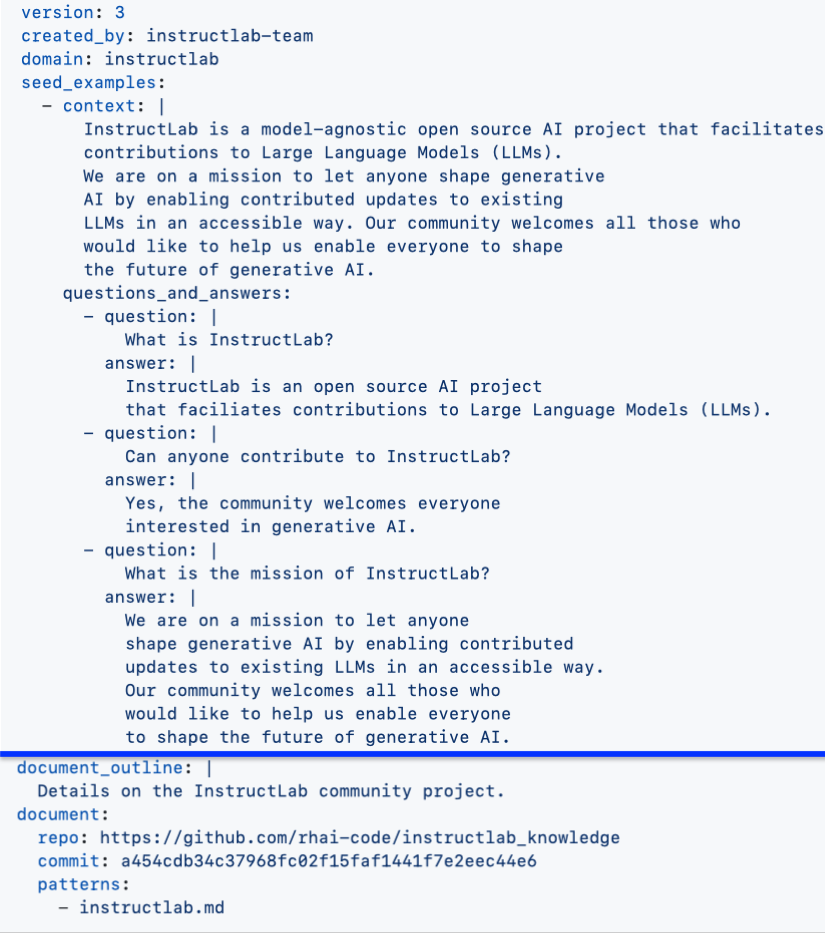 version: 3
created_by: instructlab-team
domain: instructlab
seed_examples:
  - context: |
      InstructLab is a model-agnostic open source AI project that facilitates
      contributions to Large Language Models (LLMs).
      We are on a mission to let anyone shape generative
      AI by enabling contributed updates to existing
      LLMs in an accessible way. Our community welcomes all those who
      would like to help us enable everyone to shape
      the future of generative AI.
    questions_and_answers:
      - question: |
          What is InstructLab?
        answer: |
          InstructLab is an open source AI project
          that faciliates contributions to Large Language Models (LLMs).
      - question: |
          Can anyone contribute to InstructLab?
        answer: |
          Yes, the community welcomes everyone
          interested in generative AI.
      - question: |
          What is the mission of InstructLab?
        answer: |
          We are on a mission to let anyone
          shape generative AI by enabling contributed
          updates to existing LLMs in an accessible way.
          Our community welcomes all those who
          would like to help us enable everyone
          to shape the future of generative AI.
document_outline: |
  Details on the InstructLab community project.
document:
  repo: https://github.com/rhai-code/instructlab_knowledge
  commit: a454cdb34c37968fc02f15faf1441f7e2eec44e6
  patterns:
    - instructlab.md